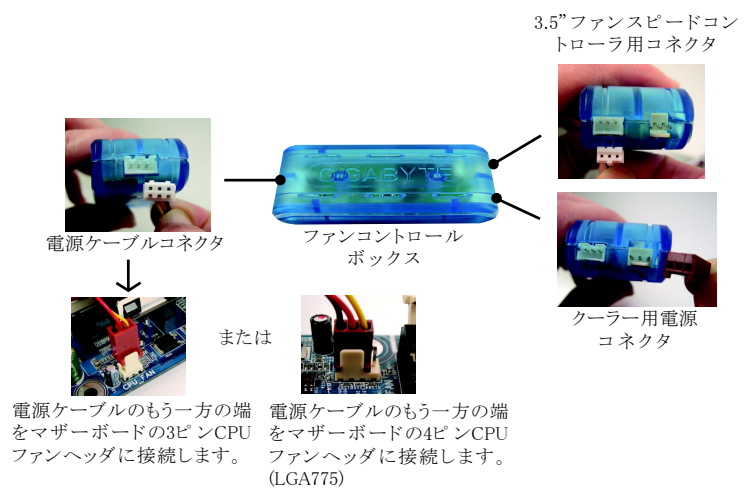 3.5”ファンスピードコン
トローラ用コネクタ
GIGABYTE
電源ケーブルコネクタ
ファンコントロール
ボックス
クーラー用電源
コネクタ
または
CPU_FAN
電源ケーブルのもう一方の端
をマザーボードの3ピンCPU
ファンヘッダに接続します。
電源ケーブルのもう一方の端
をマザーボードの4ピンCPU
ファンヘッダに接続します。
(LGA775)